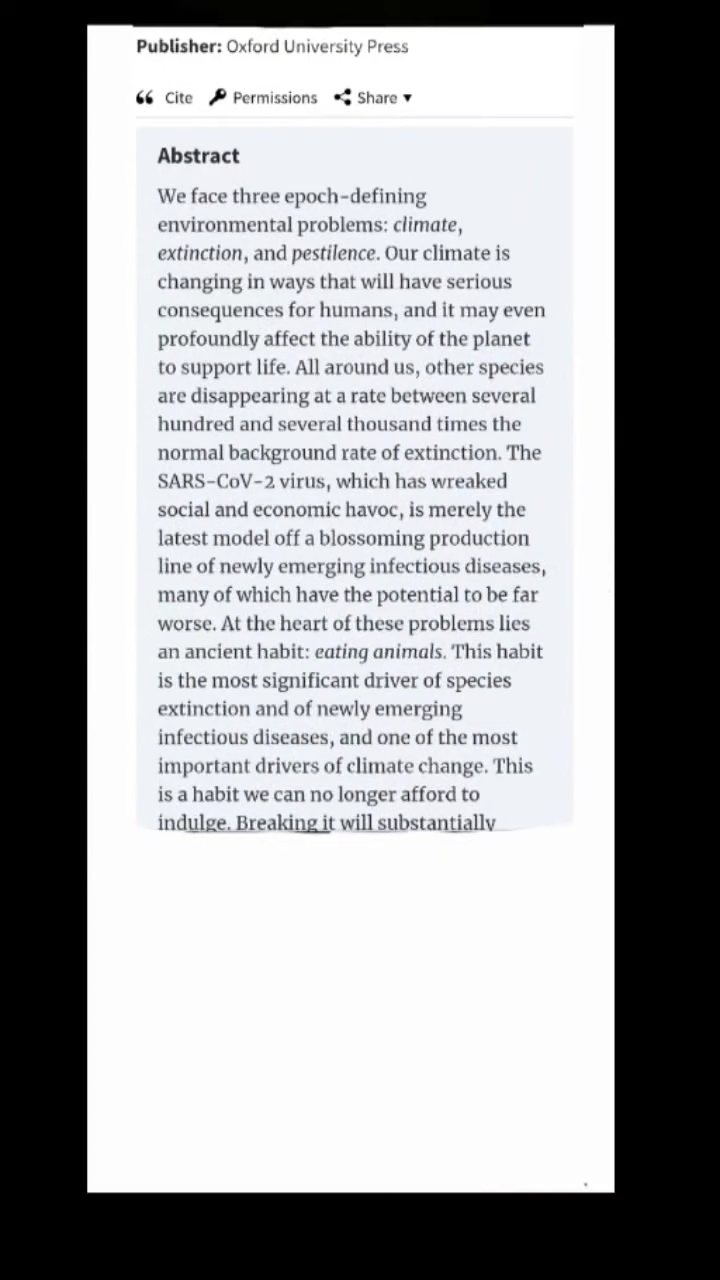 Publisher: Oxford University Press
Cite Permissions Share
Abstract
We face three epoch-defining
environmental problems: climate,
extinction, and pestilence. Our climate is
changing in ways that will have serious
consequences for humans, and it may even
profoundly affect the ability of the planet
to support life. All around us, other species
are disappearing at a rate between several
hundred and several thousand times the
normal background rate of extinction. The
SARS-CoV-2 virus, which has wreaked
social and economic havoc, is merely the
latest model off a blossoming production
line of newly emerging infectious diseases,
many of which have the potential to be far
worse. At the heart of these problems lies
an ancient habit: eating animals. This habit
is the most significant driver of species
extinction and of newly emerging
infectious diseases, and one of the most
important drivers of climate change. This
is a habit we can no longer afford to
indulge. Breaking it will substantially